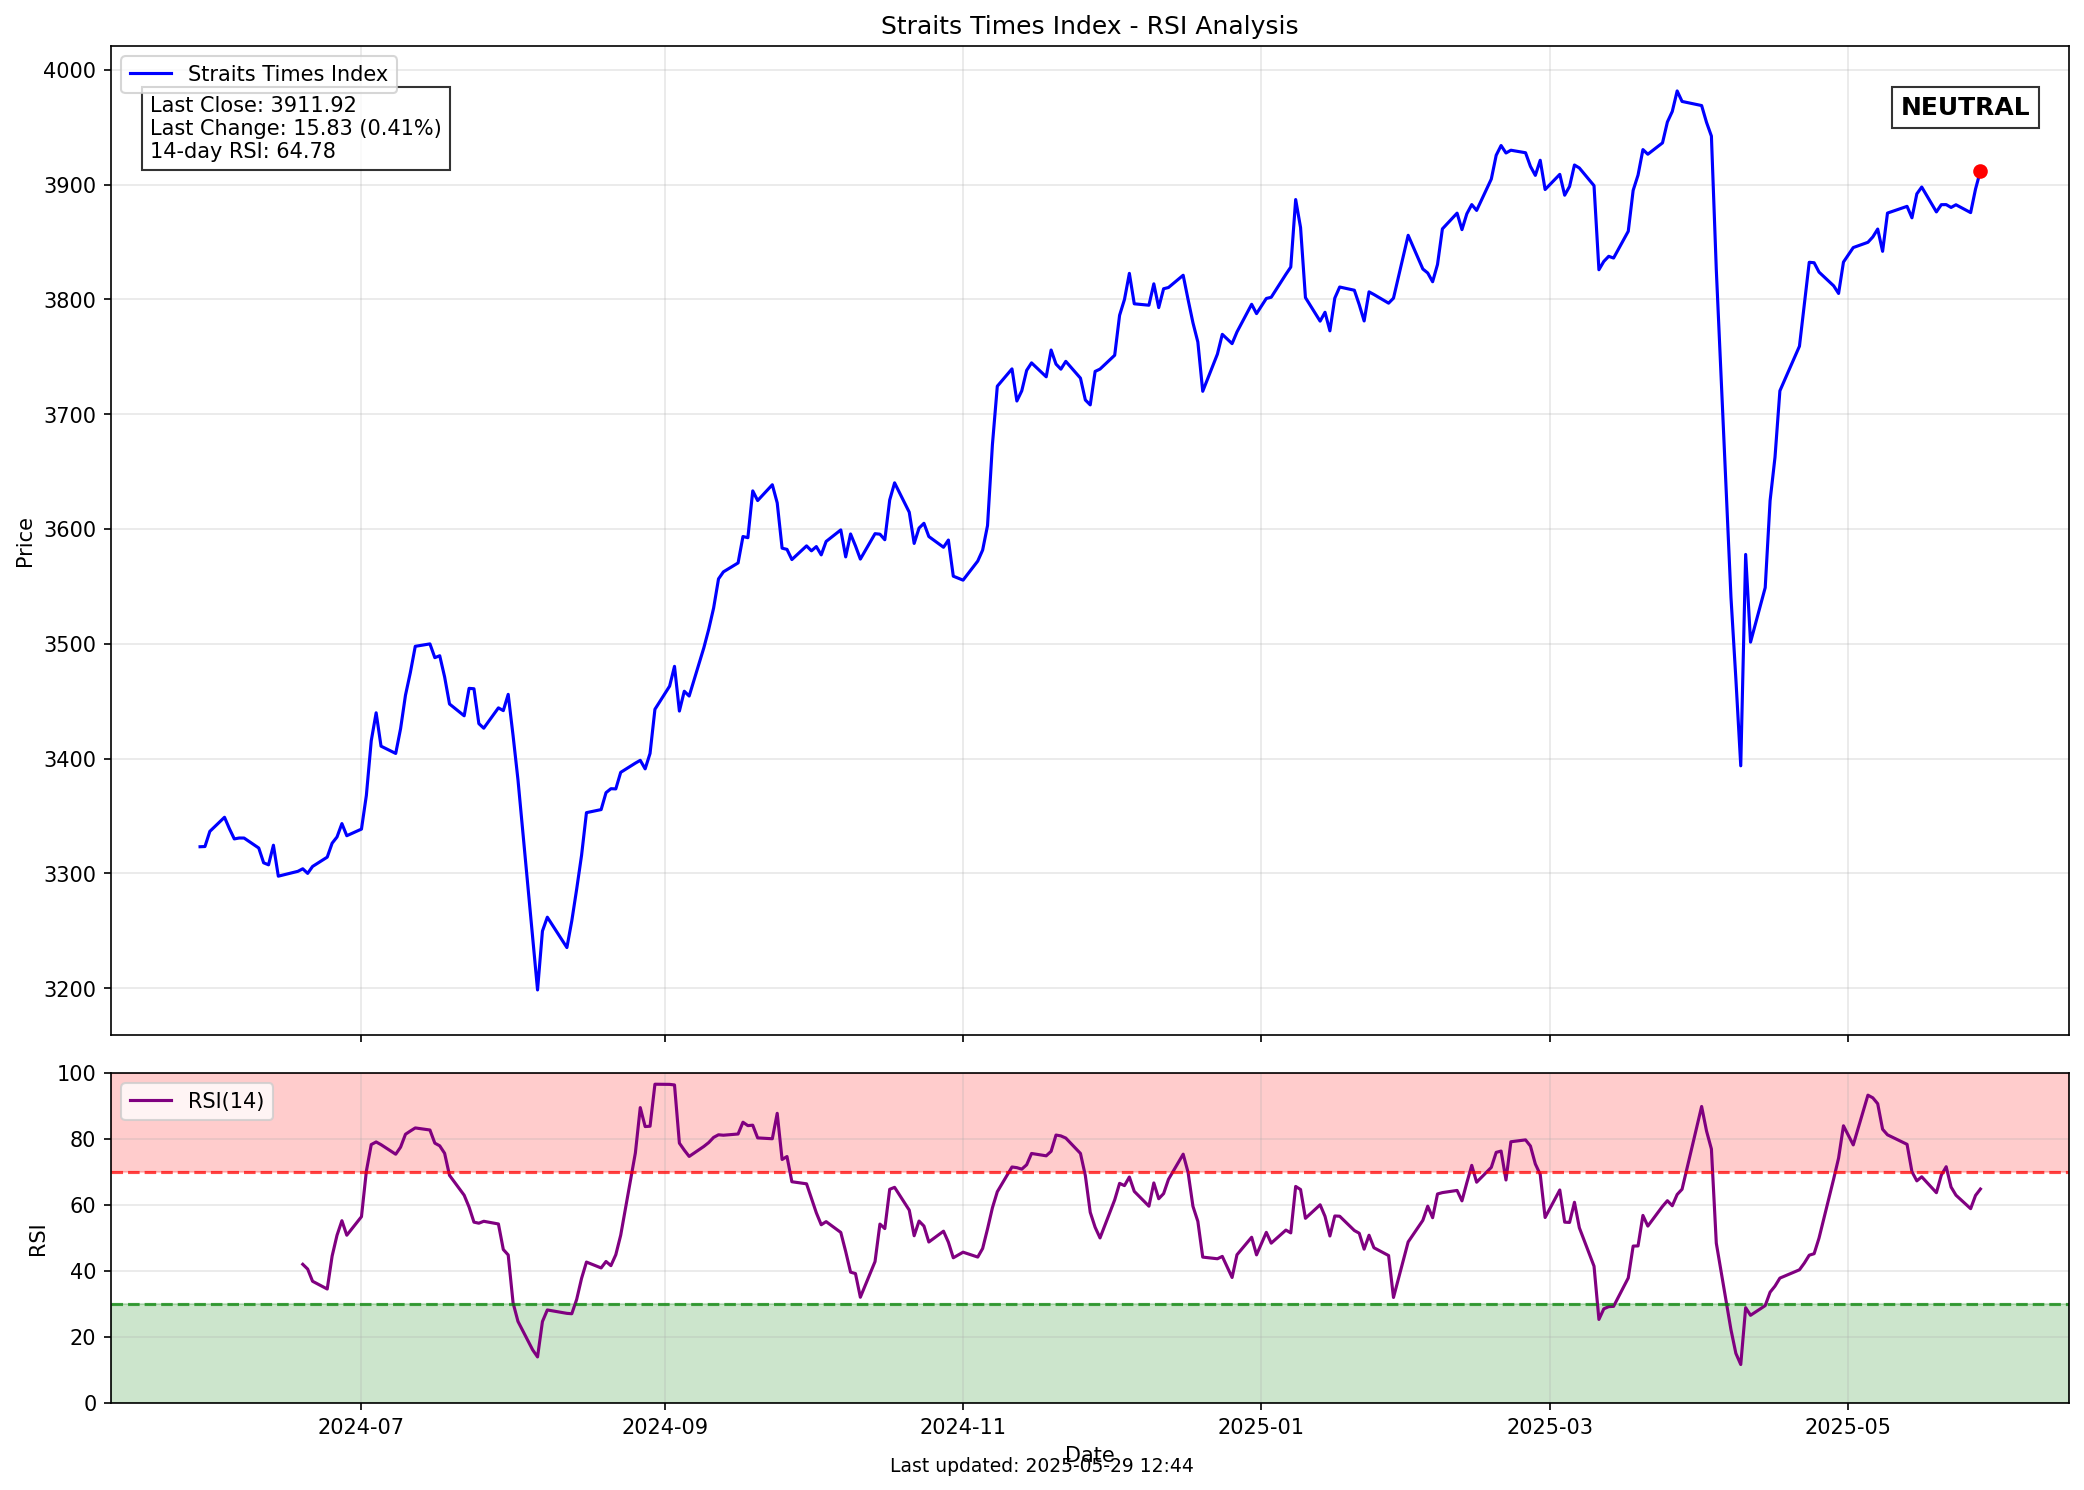 Straits Times Index - RSI Analysis
Straits Times Index
Last Close: 3911.92
Last Change: 15.83 (0.41%)
14-day RSI: 64.78
NEUTRAL
Price
4000
3900
3800
3700
3600
3500
3400
3300
3200
RSI(14)
RSI
100
80
60
40
20
0
2024-07
2024-09
2024-11
2025-01
2025-03
2025-05
Date
Last updated: 2025-05-29 12:44